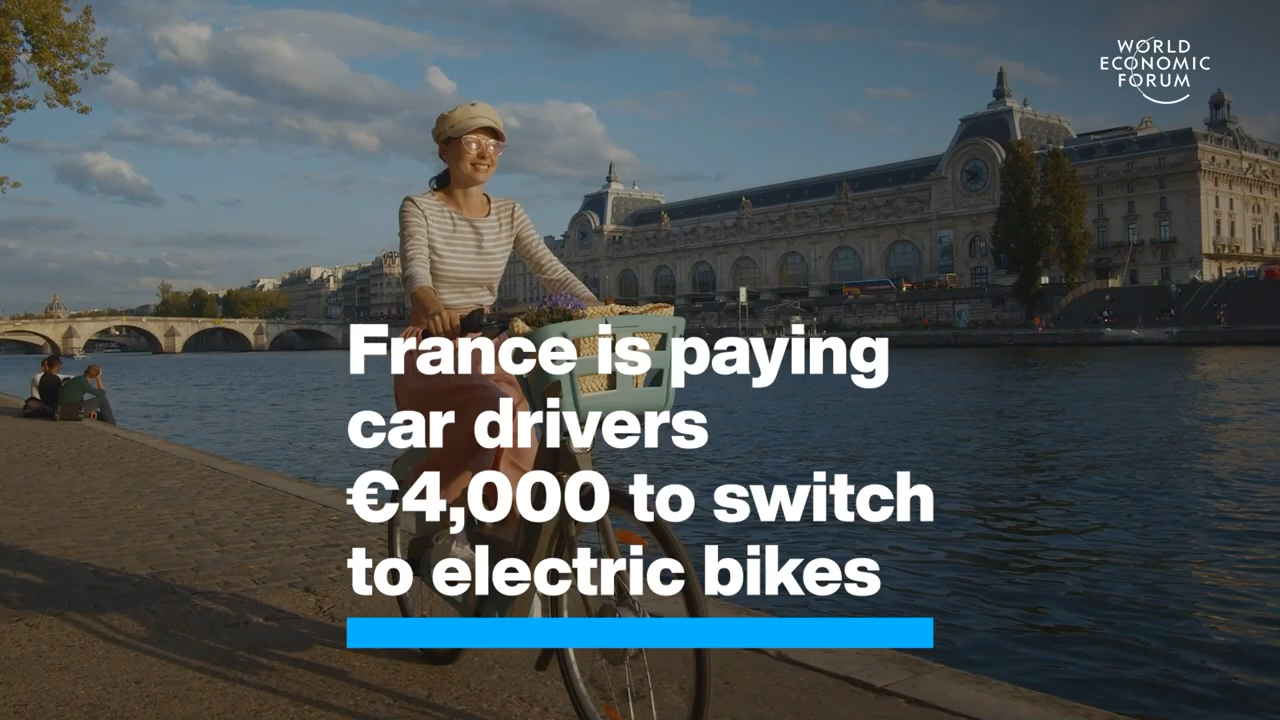 WORLD
ECONOMIC
FORUM
France is paying
car drivers
€4,000 to switch
to electric bikes